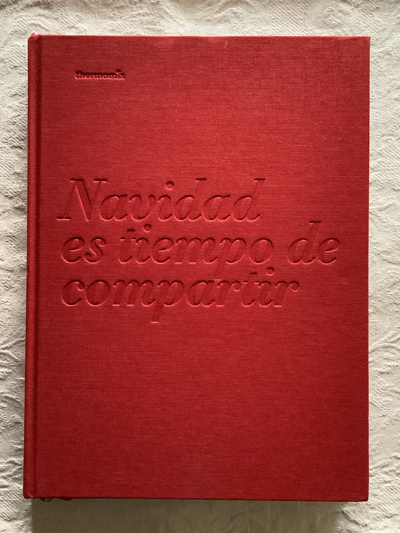 thermomix
Navidad
es tiempo de
compartir